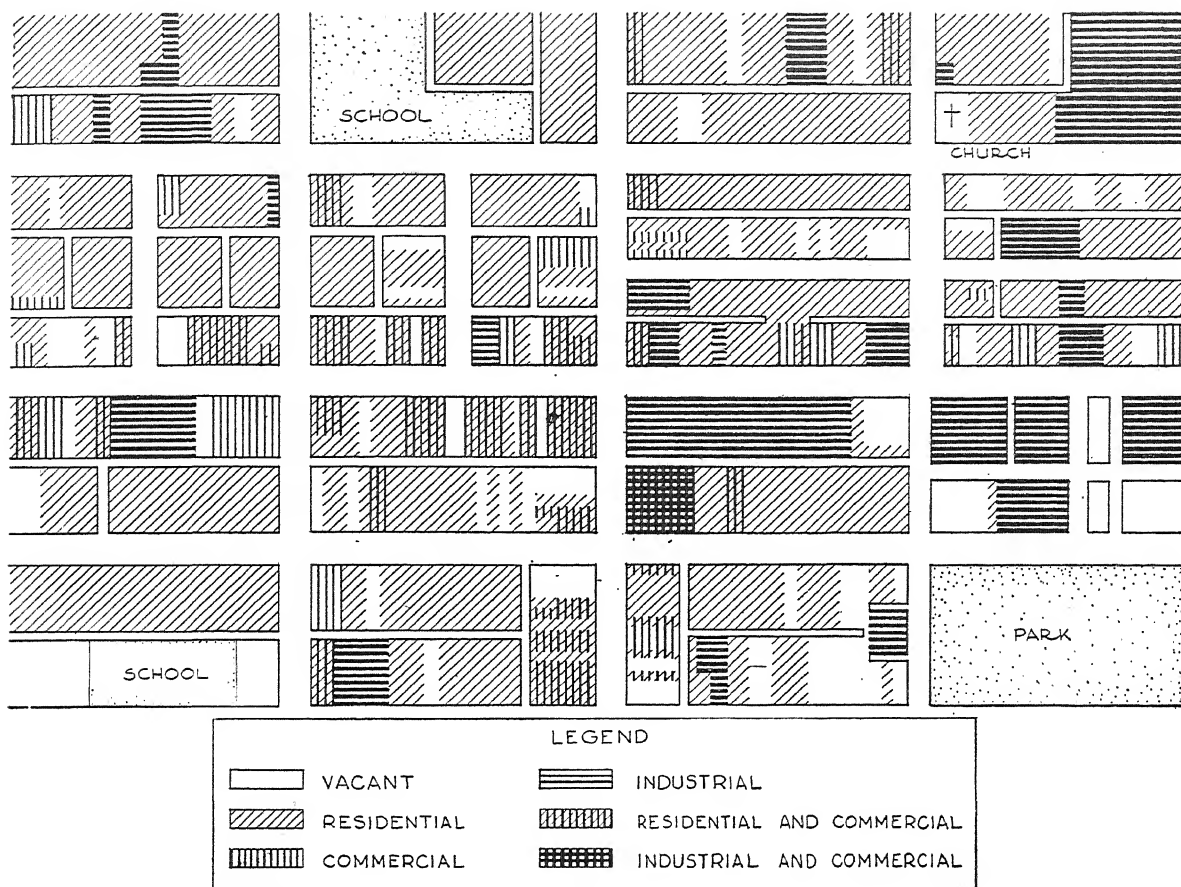 SCHOOL
CHURCH
SCHOOL
PARK
LEGEND
VACANT
INDUSTRIAL
RESIDENTIAL
RESIDENTIAL AND COMMERCIAL
COMMERCIAL
INDUSTRIAL AND COMMERCIAL